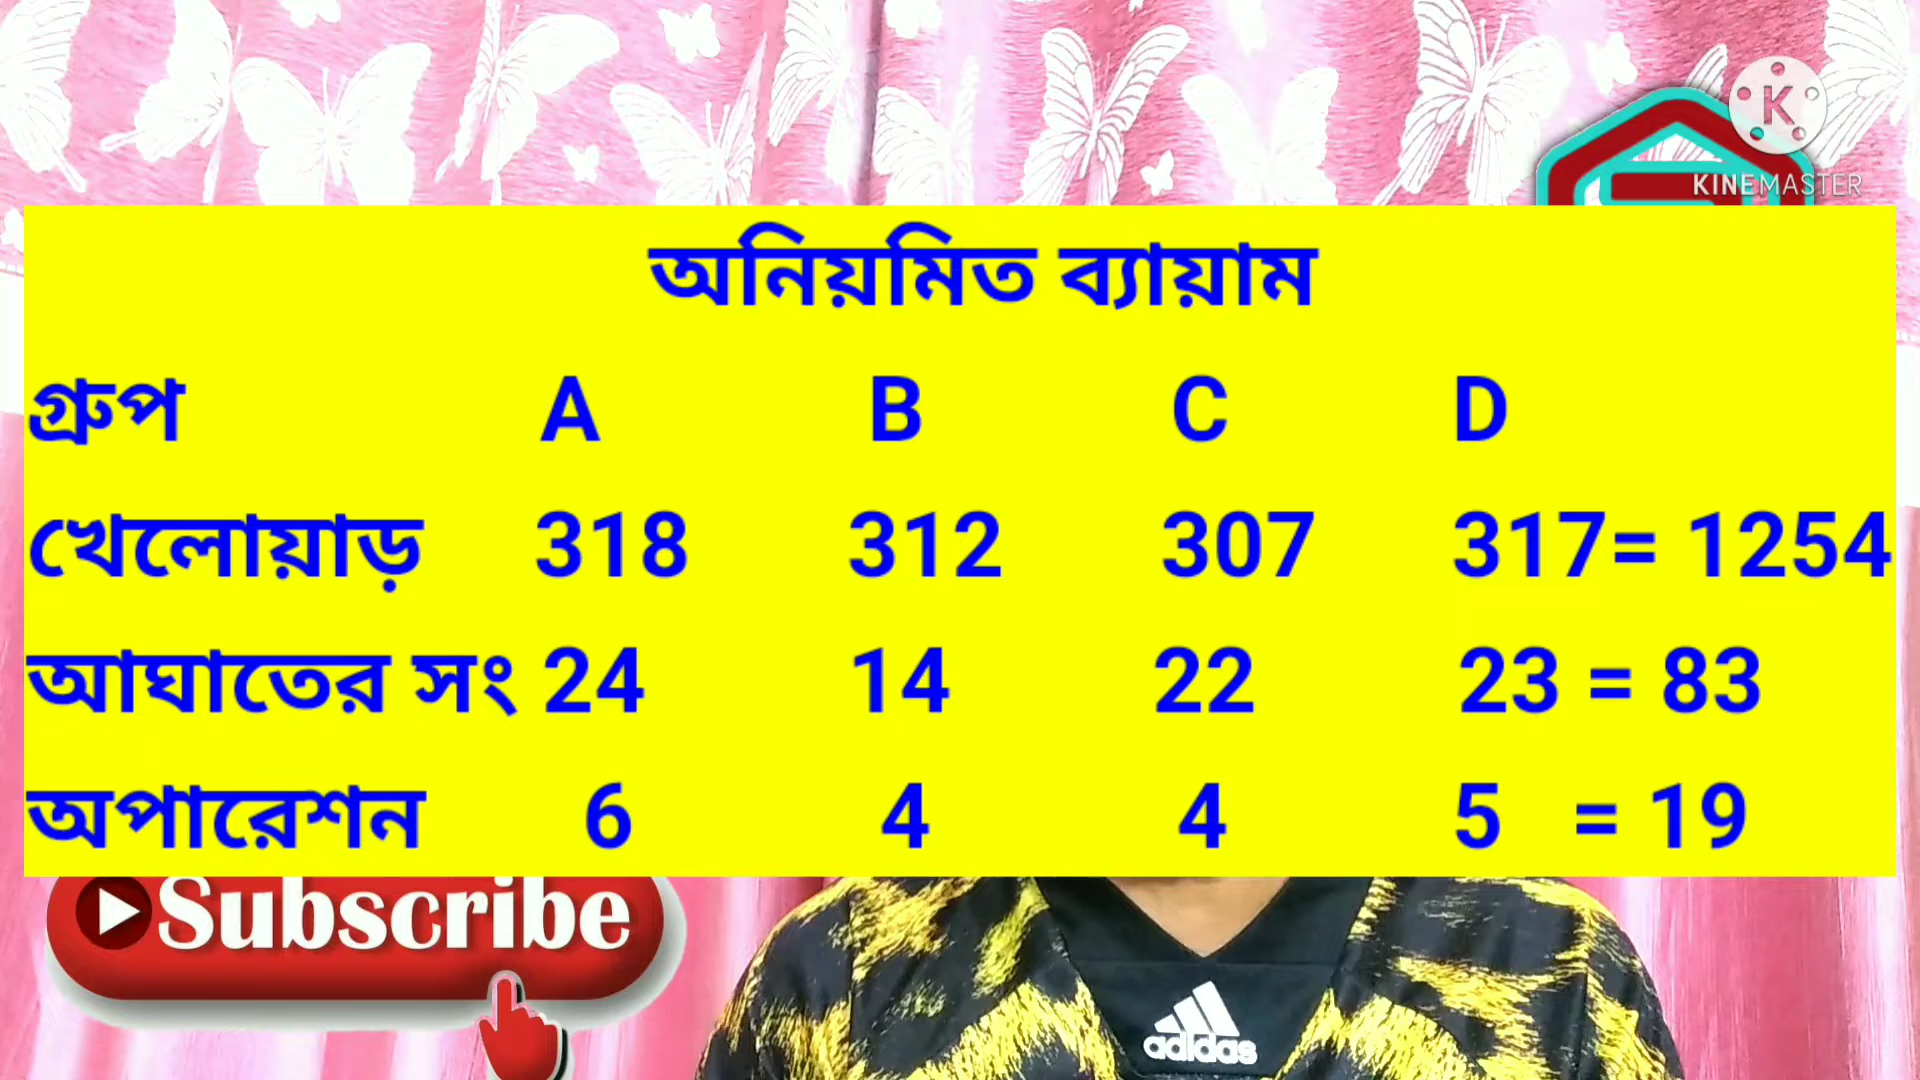 K
KINEMASTER
অনিয়মিত ব্যায়াম
গ্রুপ A B C D
খেলোয়াড় 318 312 307 317= 1254
আঘাতের সং 24 14 22 23 = 83
অপারেশন 6 4 4 5 = 19
Subscribe
adidas